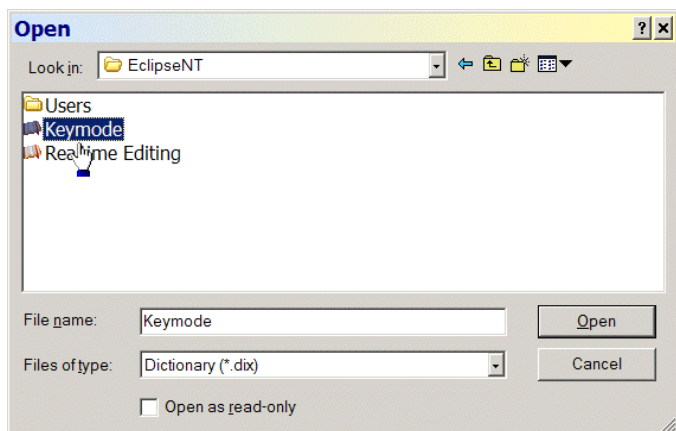 Open
Look in: EclipseNT
Users
Keymode
Realtime Editing
File name: Keymode Open
Files of type: Dictionary (*.dix) Cancel
Open as read-only